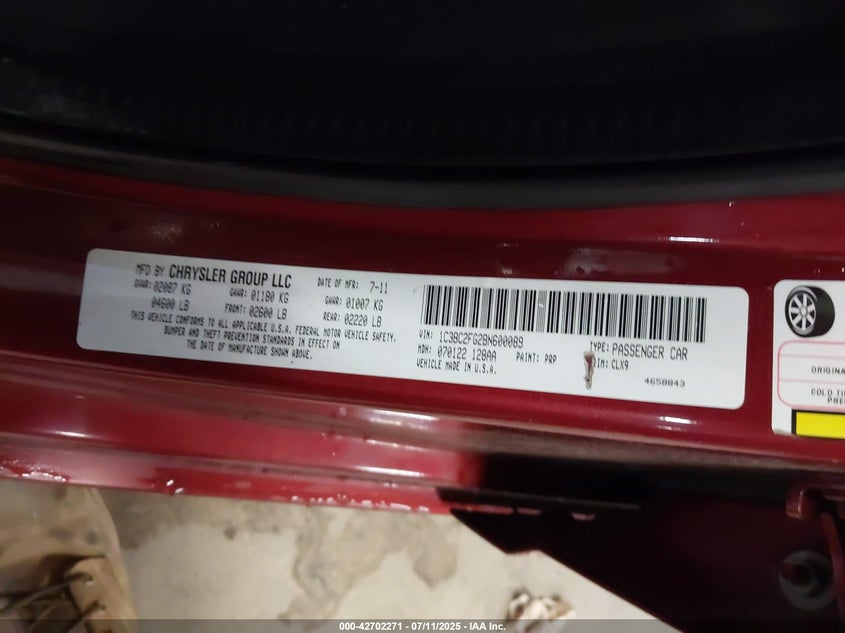 MFD BY CHRYSLER GROUP LLC DATE OF MFR: 7-11
GVWR: 02087 KG GAWR: 01180 KG GAWR: 01007 KG
04600 LB FRONT: 02600 LB REAR: 02220 LB
THIS VEHICLE CONFORMS TO ALL APPLICABLE U.S.A. FEDERAL MOTOR VEHICLE SAFETY,
BUMPER AND THEFT PREVENTION STANDARDS IN EFFECT ON
THE DATE OF MANUFACTURE SHOWN ABOVE.
VIN: 1C3BC2FG2BN600089 TYPE: PASSENGER CAR
MDH: 070122 128AA PAINT: PRP TRIM: CLX9
VEHICLE MADE IN U.S.A. 4658843
ORIGINA
COLD TI
PRE
000-42702271 - 07/11/2025 - IAA Inc.